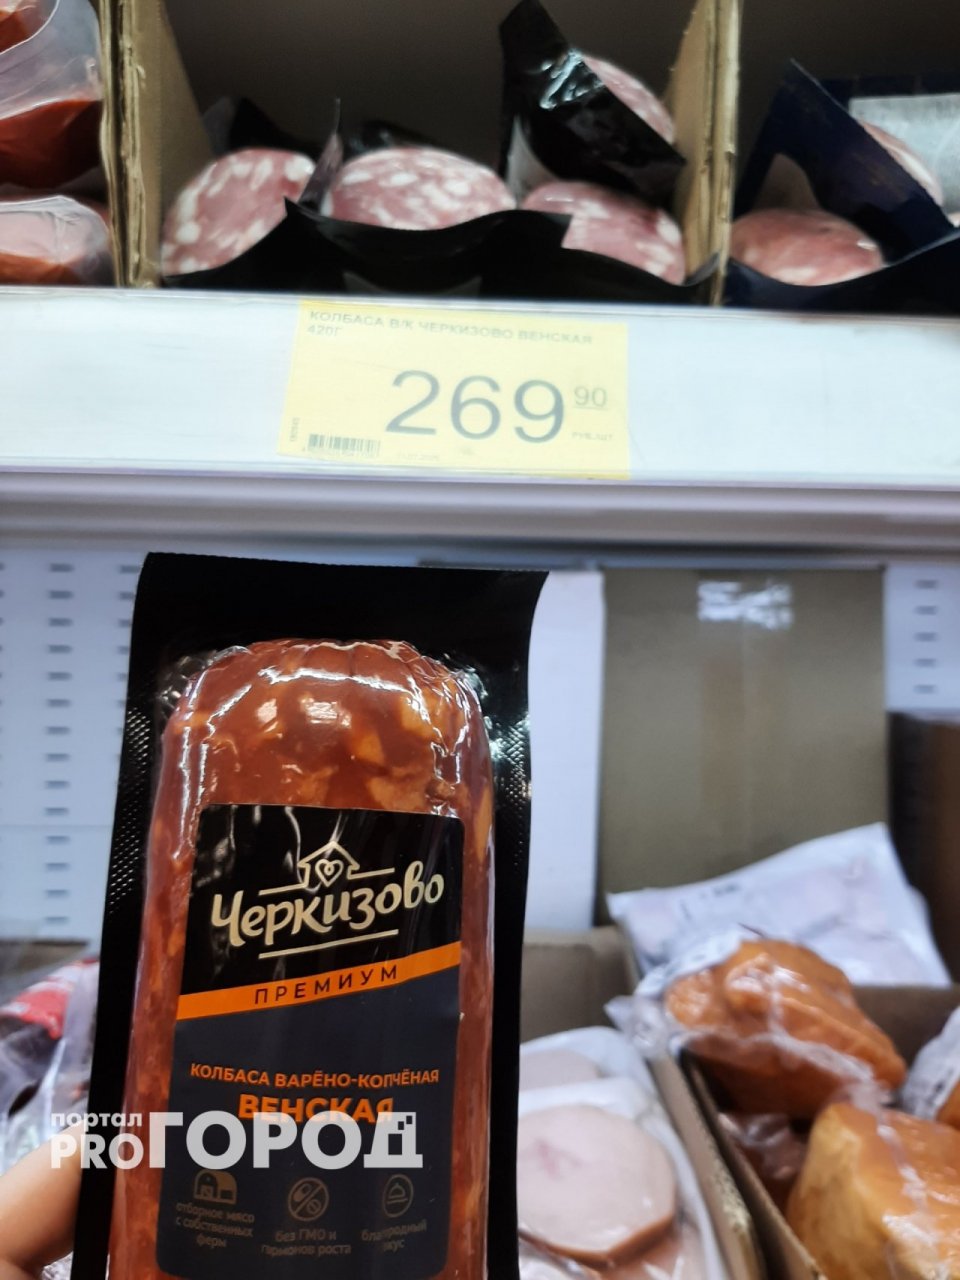 КОЛБАСА В/К ЧЕРКИЗОВО ВЕНСКАЯ
420Г
269 90
РУБ./ШТ
Черкизово
ПРЕМИУМ
КОЛБАСА ВАРЁНО-КОПЧЁНАЯ
ВЕНСКАЯ
портал
PROГОРОД
отборное мясо
с собственных
ферм
без ГМО и
гормонов роста
благородный
вкус